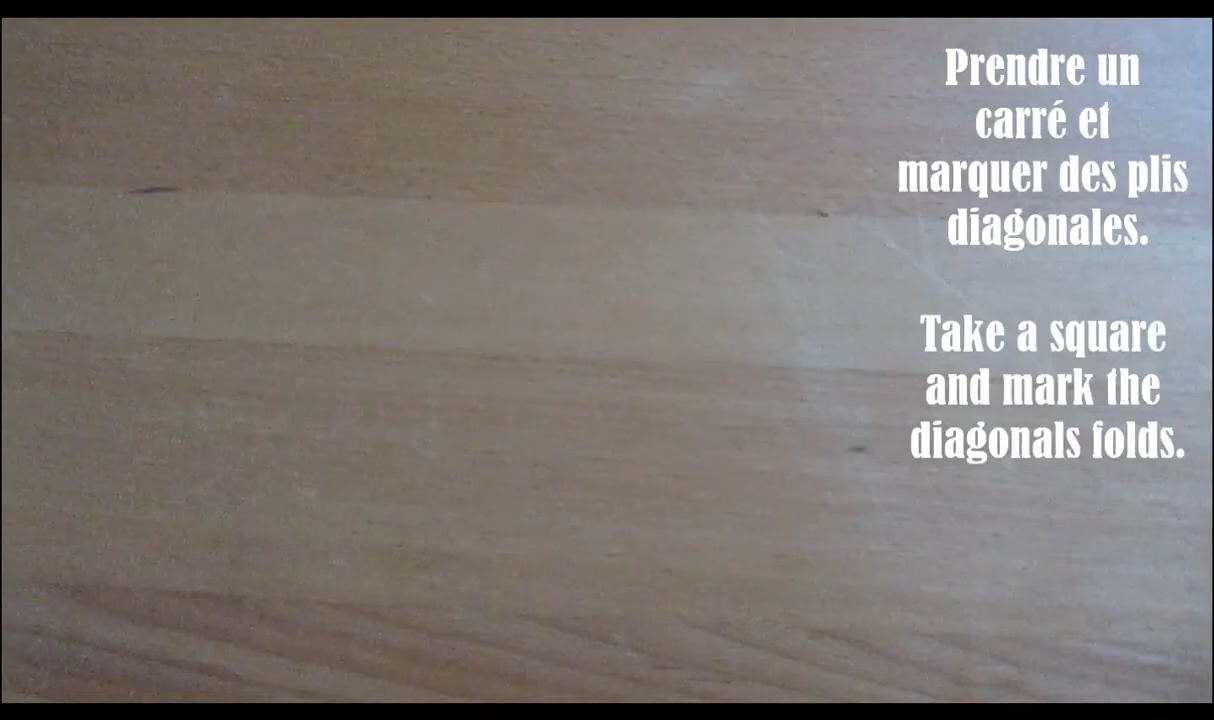 Prendre un
carré et
marquer des plis
diagonales.
Take a square
and mark the
diagonals folds.